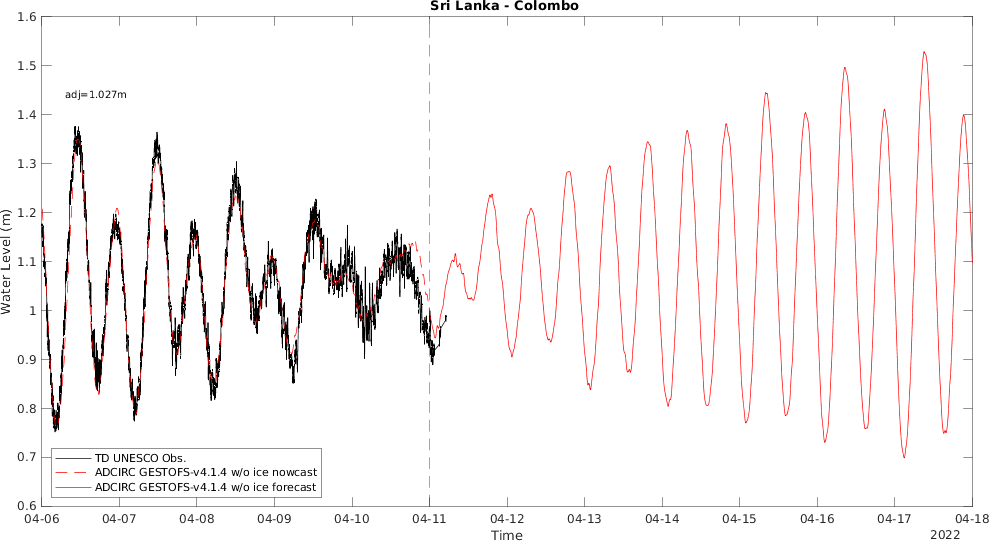 Sri Lanka - Colombo
1.6
1.5
1.4
1.3
1.2
1.1
1
0.9
0.8
0.7
0.6
Water Level (m)
adj=1.027m
TD UNESCO Obs.
ADCIRC GESTOFS-v4.1.4 w/o ice nowcast
ADCIRC GESTOFS-v4.1.4 w/o ice forecast
04-06 04-07 04-08 04-09 04-10 04-11 04-12 04-13 04-14 04-15 04-16 04-17 04-18
Time
2022